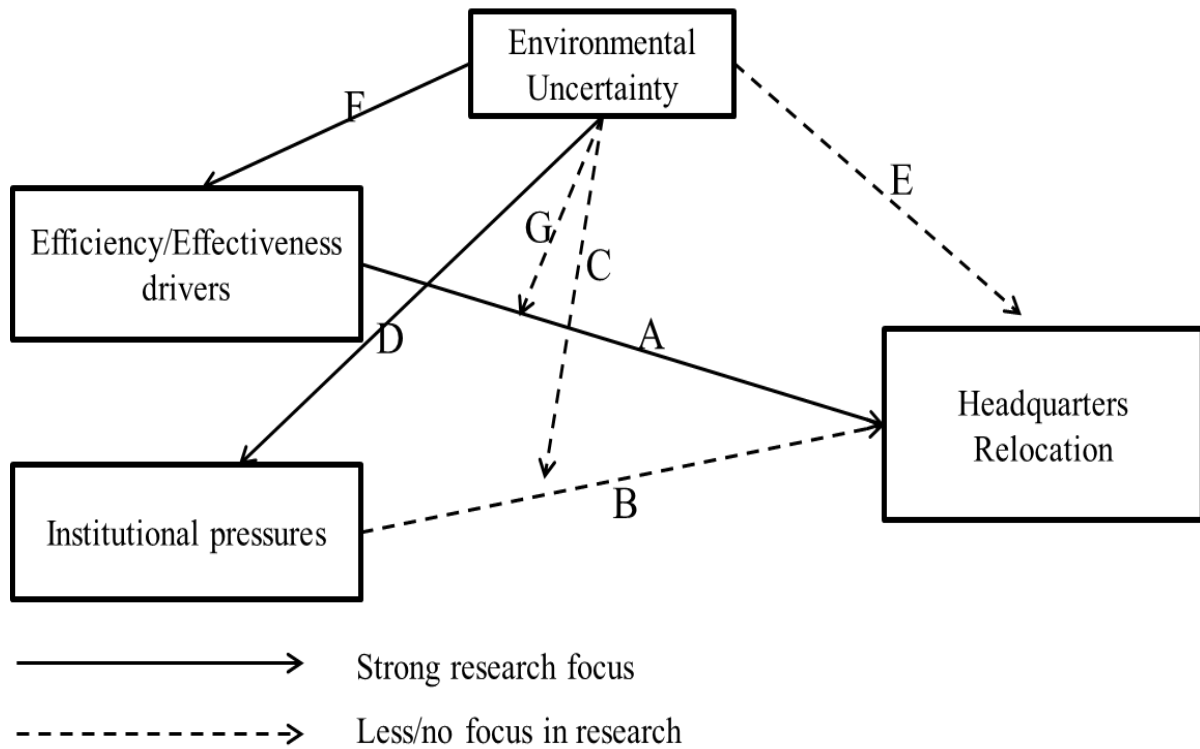 Environmental
Uncertainty
F
E
G
C
Efficiency/Effectiveness
drivers
D
A
Headquarters
Relocation
B
Institutional pressures
Strong research focus
Less/no focus in research